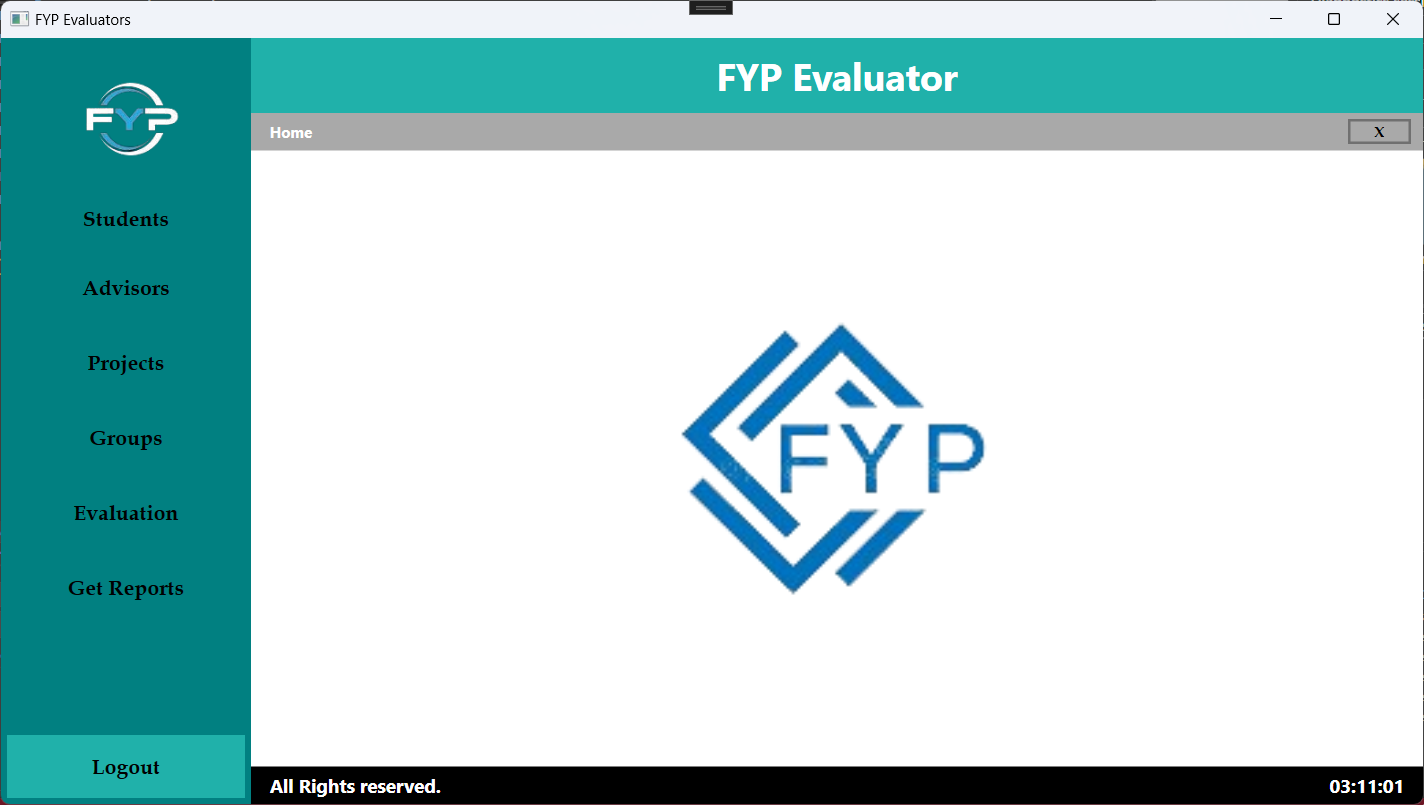 FYP Evaluators
FYP
Students
Advisors
Projects
Groups
Evaluation
Get Reports
Logout
FYP Evaluator
Home
X
FYP
All Rights reserved.
03:11:01